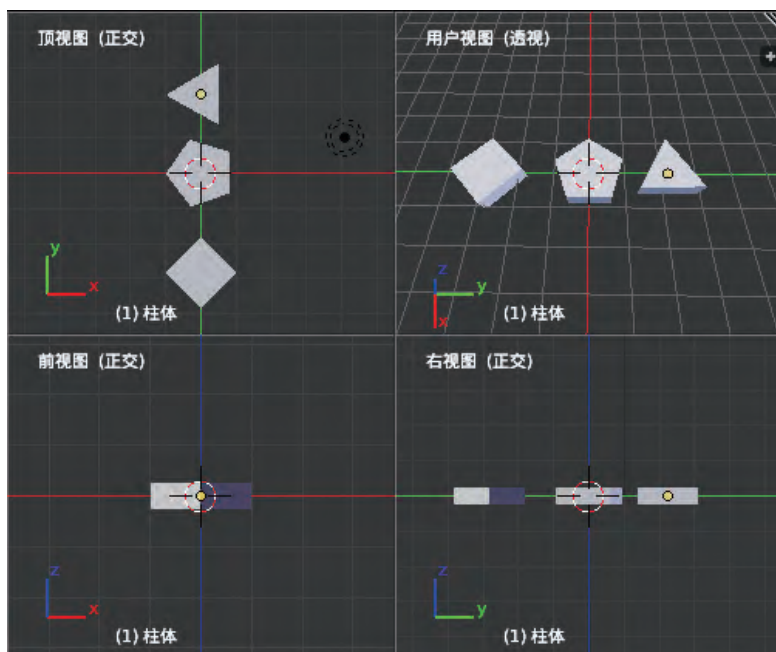 顶视图 (正交)
y
x
(1) 柱体
用户视图 (透视)
z
y
x
(1) 柱体
前视图 (正交)
z
x
(1) 柱体
右视图 (正交)
z
y
(1) 柱体